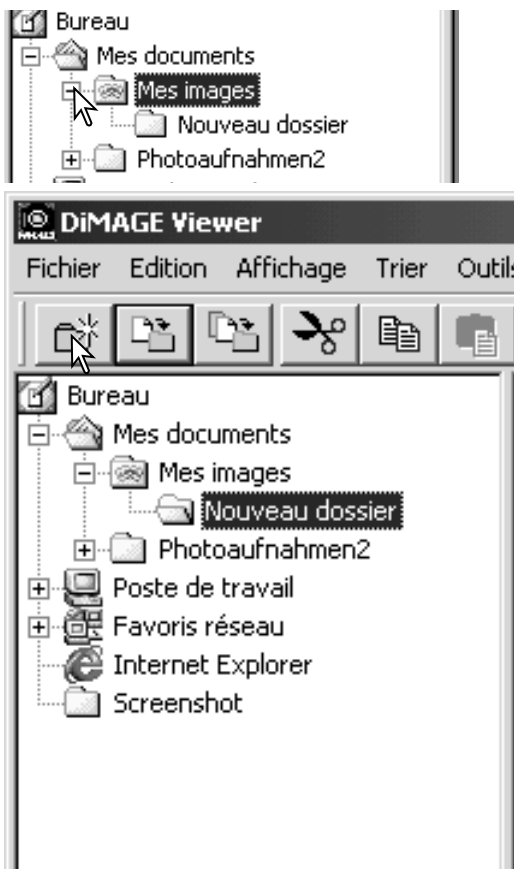 Bureau
Mes documents
Mes images
Nouveau dossier
Photoaufnahmen2
DiMAGE Viewer
Fichier Edition Affichage Trier Outils
Bureau
Mes documents
Mes images
Nouveau dossier
Photoaufnahmen2
Poste de travail
Favoris réseau
Internet Explorer
Screenshot